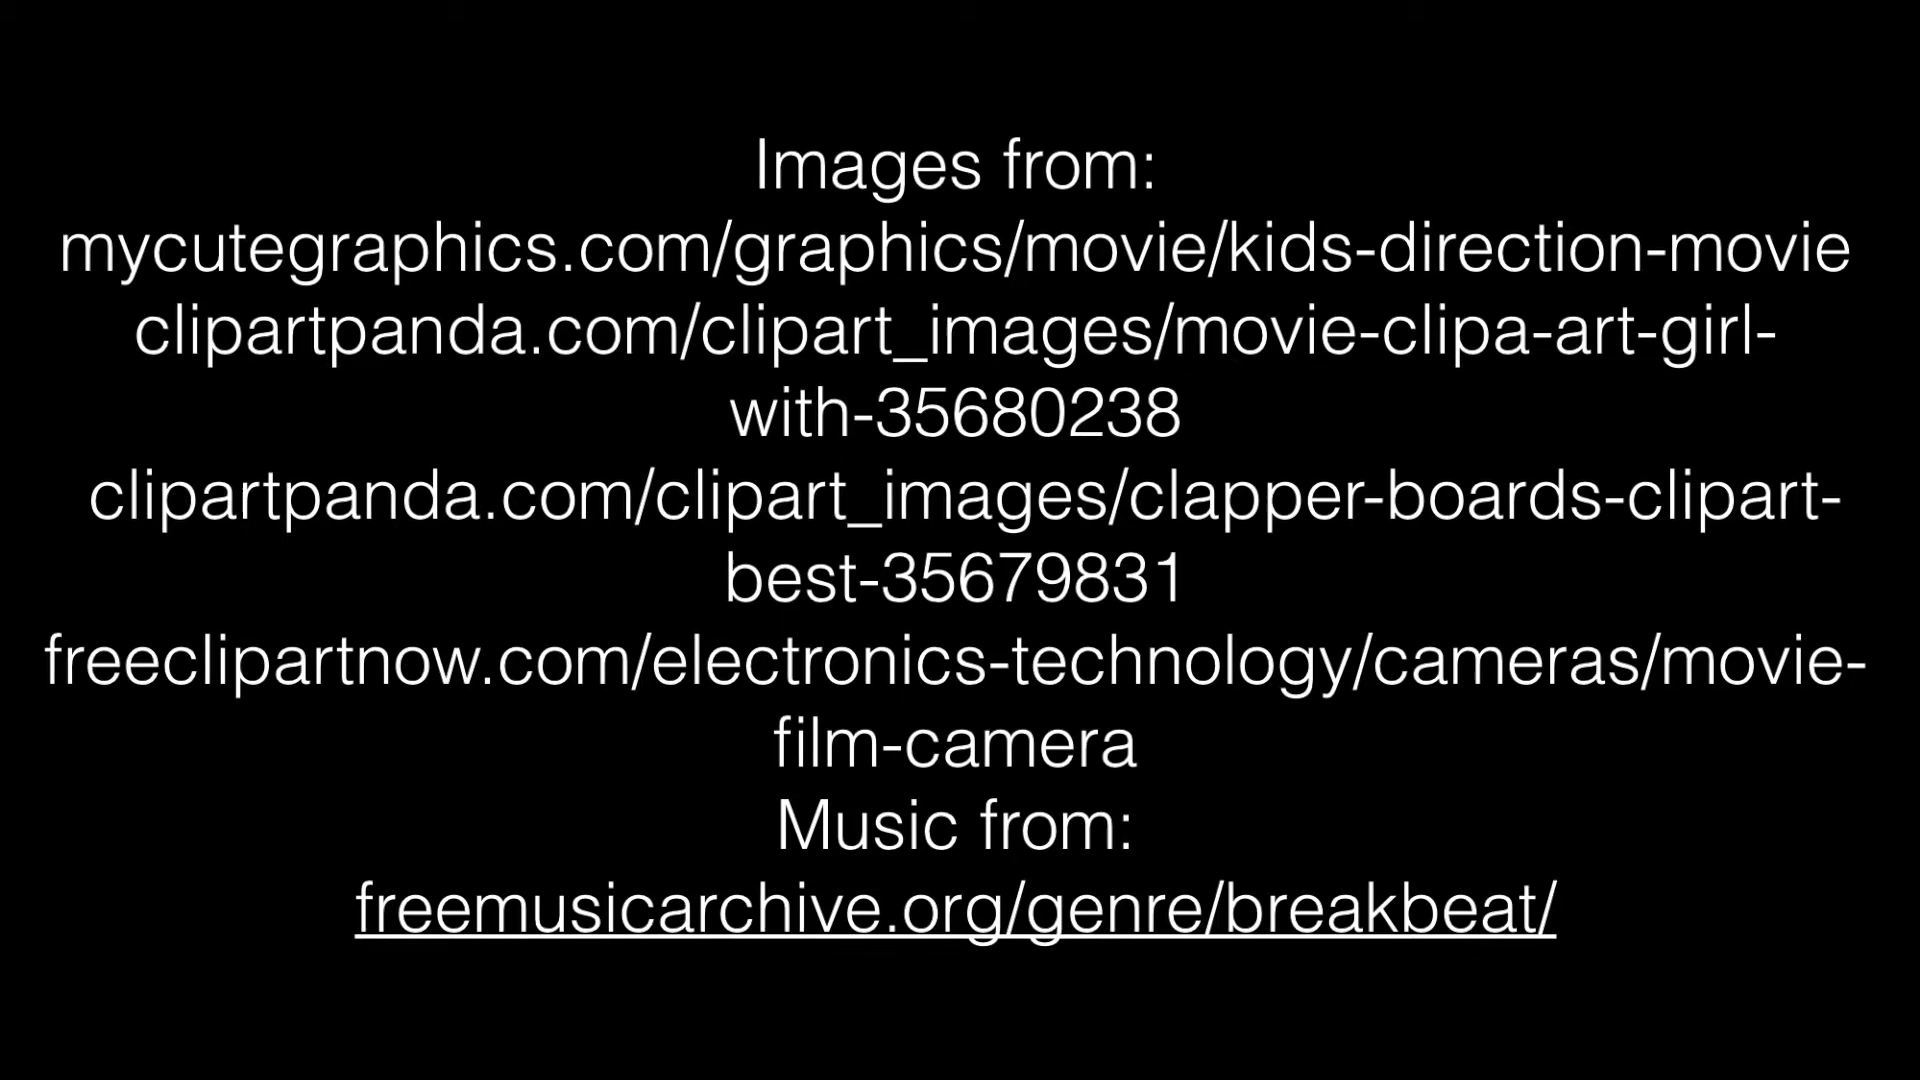 Images from:
mycutegraphics.com/graphics/movie/kids-direction-movie
clipartpanda.com/clipart_images/movie-clipa-art-girl-
with-35680238
clipartpanda.com/clipart_images/clapper-boards-clipart-
best-35679831
freeclipartnow.com/electronics-technology/cameras/movie-
film-camera
Music from:
freemusicarchive.org/genre/breakbeat/